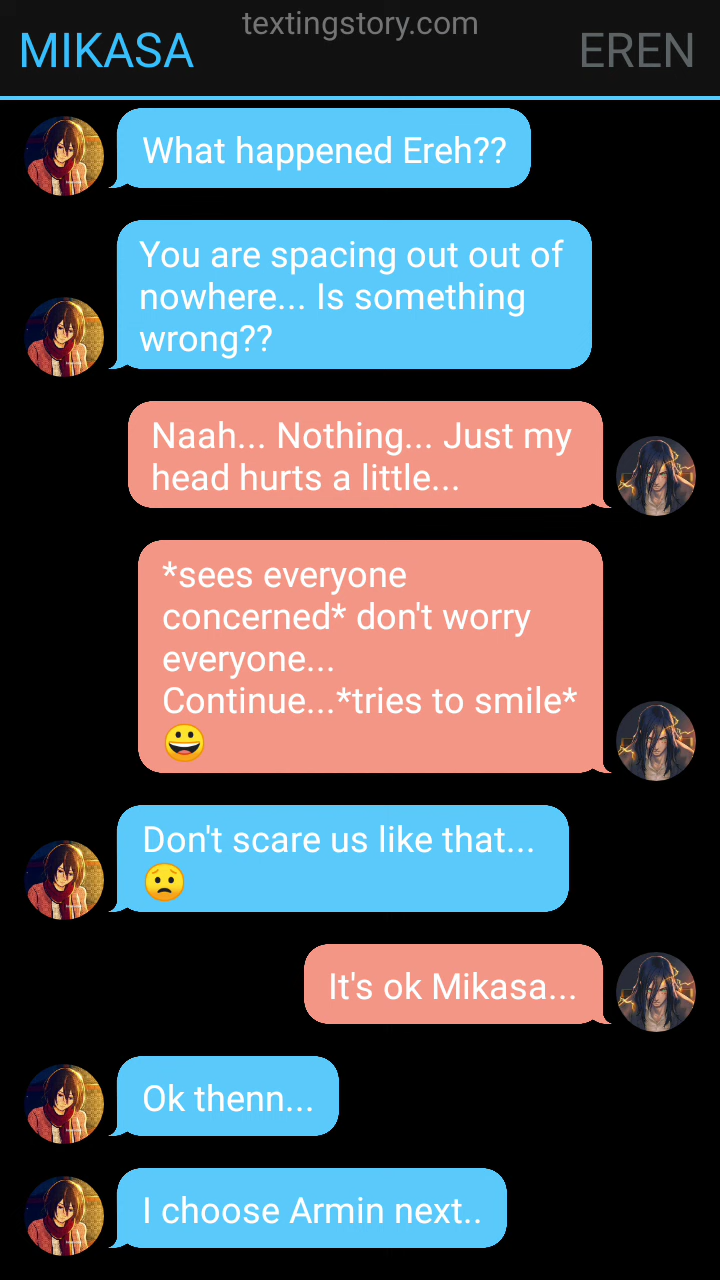 textingstory.com
MIKASA
EREN
What happened Ereh??
You are spacing out out of
nowhere... Is something
wrong??
Naah... Nothing... Just my
head hurts a little...
*sees everyone
concerned* don't worry
everyone...
Continue...*tries to smile*
😀
Don't scare us like that...
😟
It's ok Mikasa...
Ok thenn...
I choose Armin next..